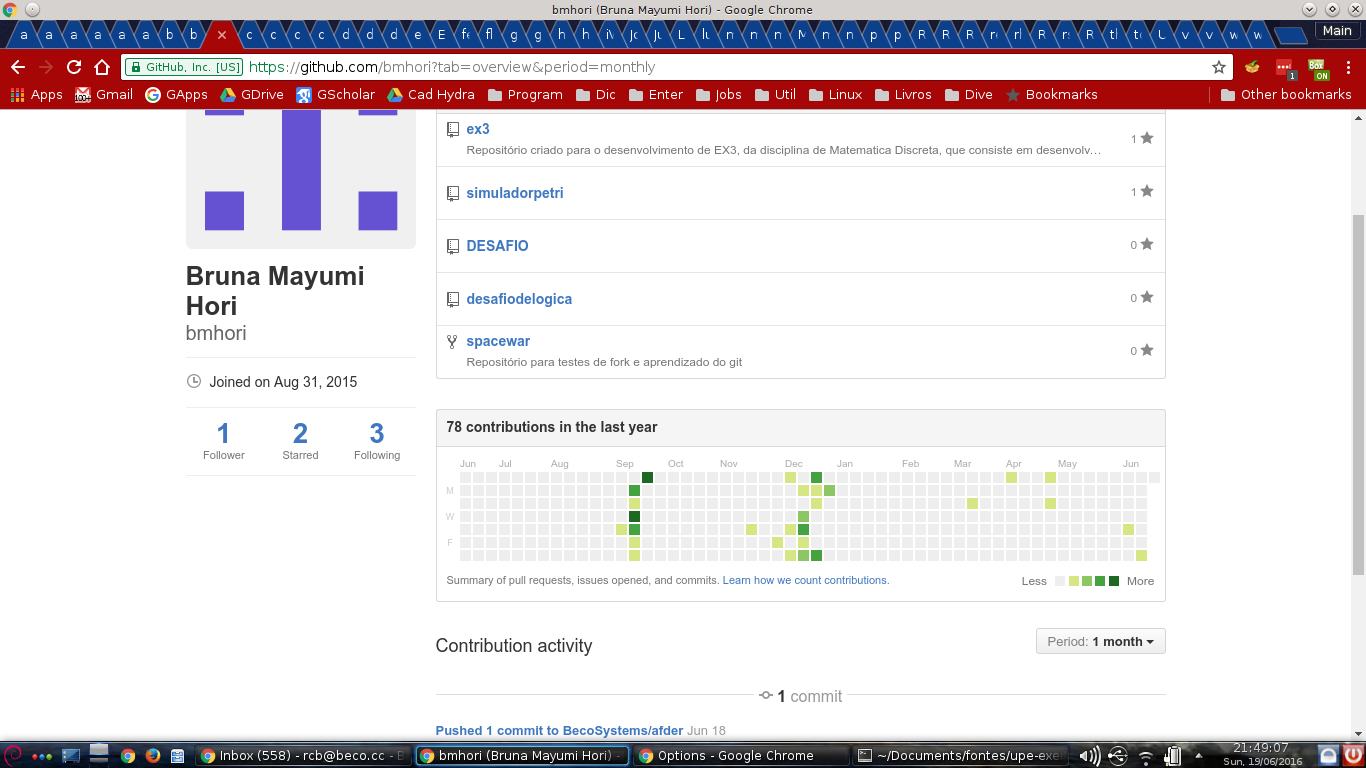 bmhori (Bruna Mayumi Hori) - Google Chrome
Main
GitHub, Inc. [US] https://github.com/bmhori?tab=overview&period=monthly
1 ON
Apps Gmail GApps GDrive GScholar Cad Hydra Program Dic Enter Jobs Util Linux Livros Dive Bookmarks Other bookmarks
ex3 1
Repositório criado para o desenvolvimento de EX3, da disciplina de Matematica Discreta, que consiste em desenvolv…
simuladorpetri 1
DESAFIO 0
desafiodelogica 0
spacewar 0
Repositório para testes de fork e aprendizado do git
Bruna Mayumi
Hori
bmhori
Joined on Aug 31, 2015
1 2 3
Follower Starred Following
78 contributions in the last year
Jun Jul Aug Sep Oct Nov Dec Jan Feb Mar Apr May Jun
M
W
F
Summary of pull requests, issues opened, and commits. Learn how we count contributions.
Less More
Contribution activity
Period: 1 month
1 commit
Pushed 1 commit to BecoSystems/afder Jun 18
Inbox (558) - rcb@beco.cc - bmhori (Bruna Mayumi Hori) - Options - Google Chrome ~/Documents/fontes/upe-exe
21:49:07
Sun, 19/06/2016